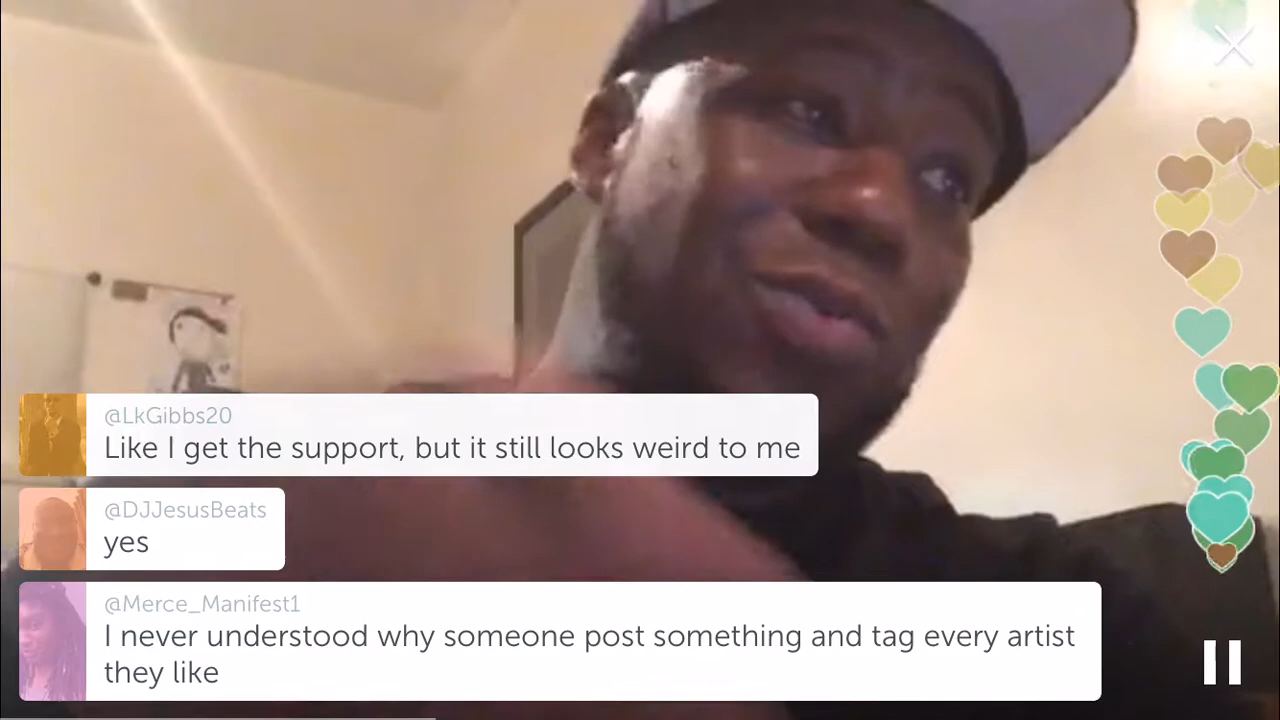 @LkGibbs20
Like I get the support, but it still looks weird to me
@DJJesusBeats
yes
@Merce_Manifest1
I never understood why someone post something and tag every artist
they like